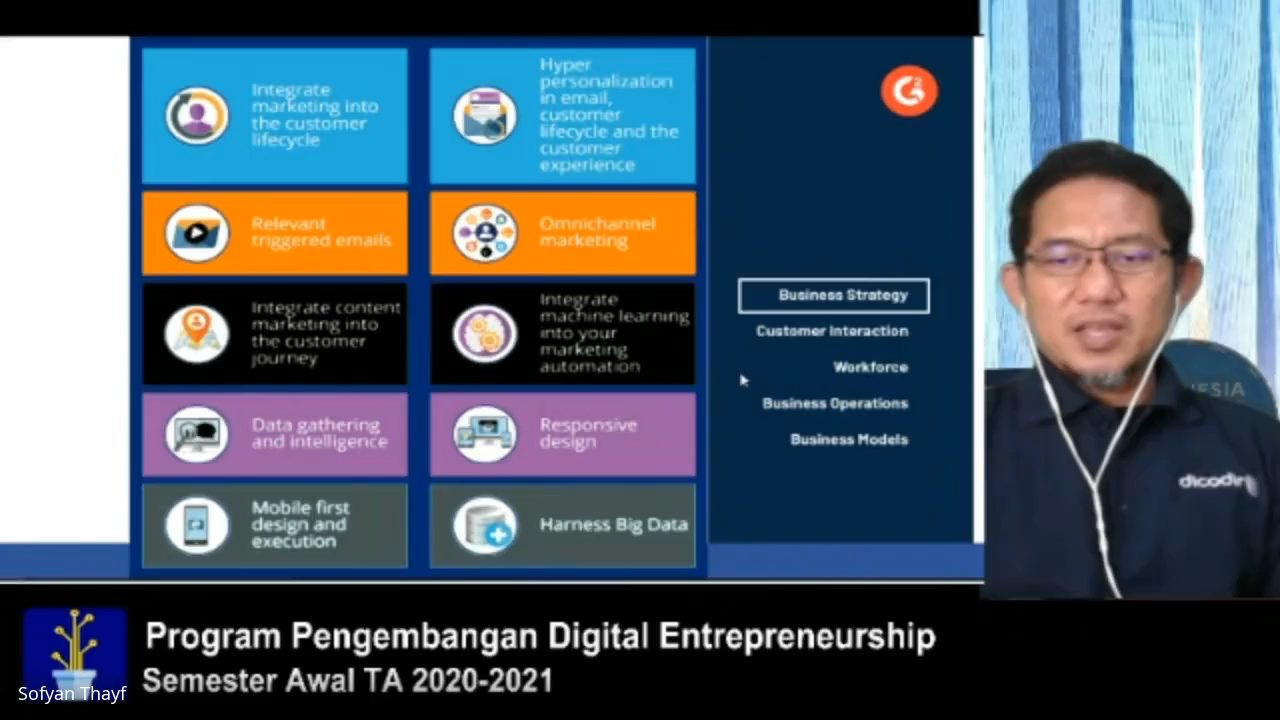 Integrate
marketing into
the customer
lifecycle
Hyper
personalization
in email,
customer
lifecycle and the
customer
experience
Relevant
triggered emails
Omnichannel
marketing
Integrate content
marketing into
the customer
journey
Integrate
machine learning
into your
marketing
automation
Data gathering
and intelligence
Responsive
design
Mobile first
design and
execution
Harness Big Data
G2
Business Strategy
Customer Interaction
Workforce
Business Operations
Business Models
dicoding
Program Pengembangan Digital Entrepreneurship
Semester Awal TA 2020-2021
Sofyan Thayf